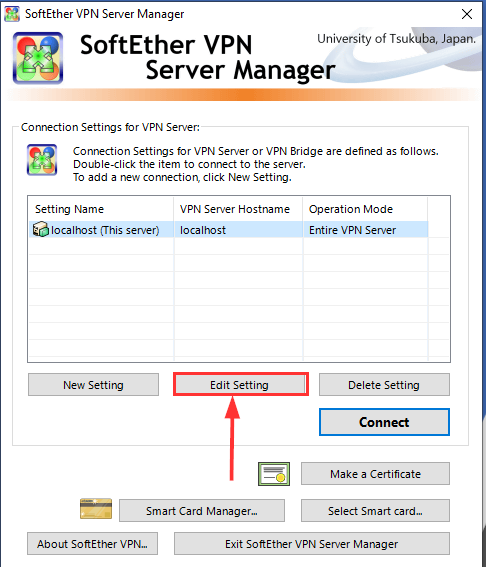 SoftEther VPN Server Manager
SoftEther VPN
Server Manager
University of Tsukuba, Japan.
Connection Settings for VPN Server:
Connection Settings for VPN Server or VPN Bridge are defined as follows.
Double-click the item to connect to the server.
To add a new connection, click New Setting.
Setting Name VPN Server Hostname Operation Mode
localhost (This server) localhost Entire VPN Server
New Setting Edit Setting Delete Setting
Connect
Make a Certificate
Smart Card Manager... Select Smart card...
About SoftEther VPN... Exit SoftEther VPN Server Manager